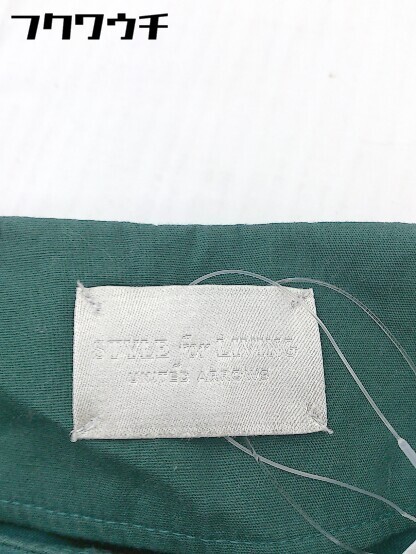 フクワウチ
STYLE for LIVING
UNITED ARROWS